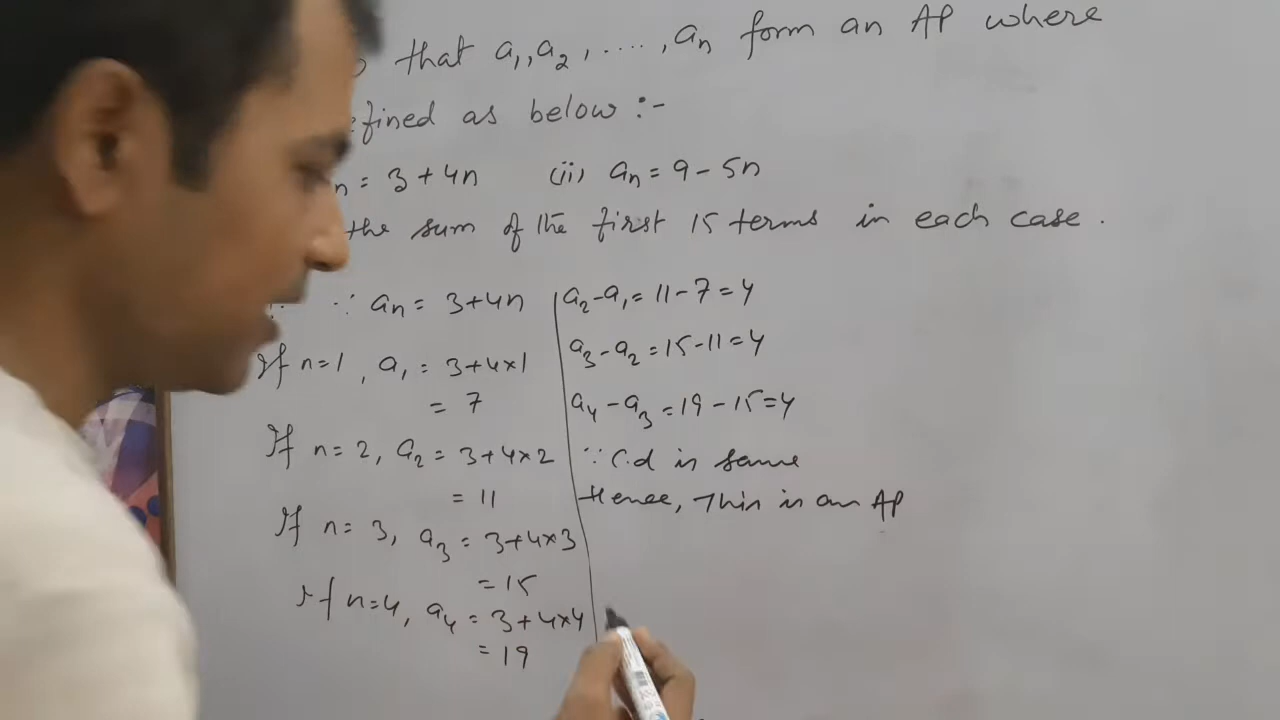 that a₁, a₂, ....., aₙ form an AP where
as below :-
ₙ = 3 + 4n (ii) aₙ = 9 - 5n
the sum of the first 15 terms in each case.
∵ aₙ = 3+4n
If n=1, a₁ = 3+4×1
= 7
If n= 2, a₂ = 3+4×2
= 11
If n= 3, a₃ = 3+4×3
= 15
If n=4, a₄ = 3+4×4
= 19
a₂-a₁ = 11-7=4
a₃-a₂ = 15-11=4
a₄-a₃ = 19-15=4
∵ C.d is same
Hence, This is an AP